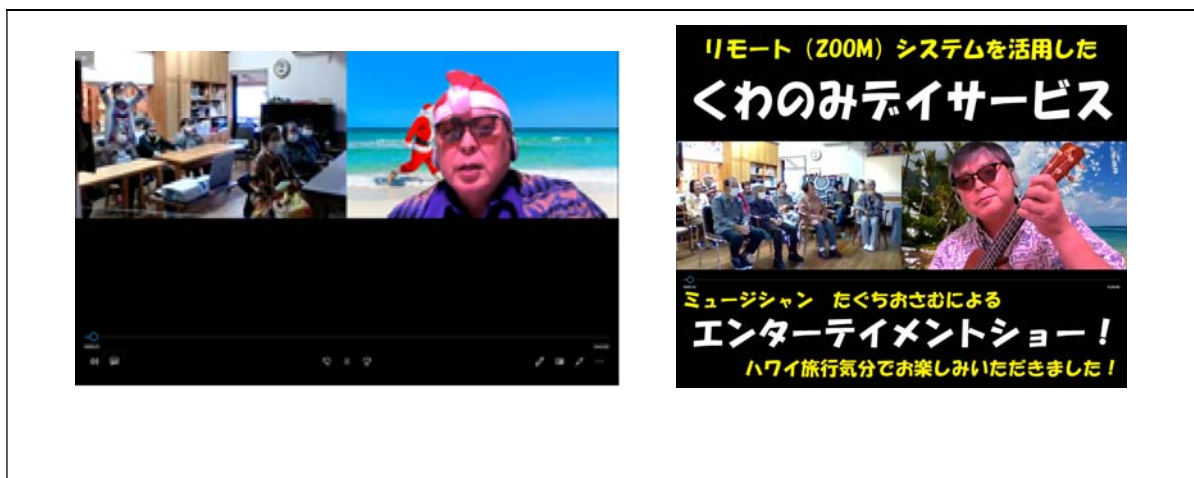 リモート（ZOOM）システムを活用した
くわのみデイサービス
ミュージシャン　たぐちおさむによる
エンターテイメントショー！
ハワイ旅行気分でお楽しみいただきました！